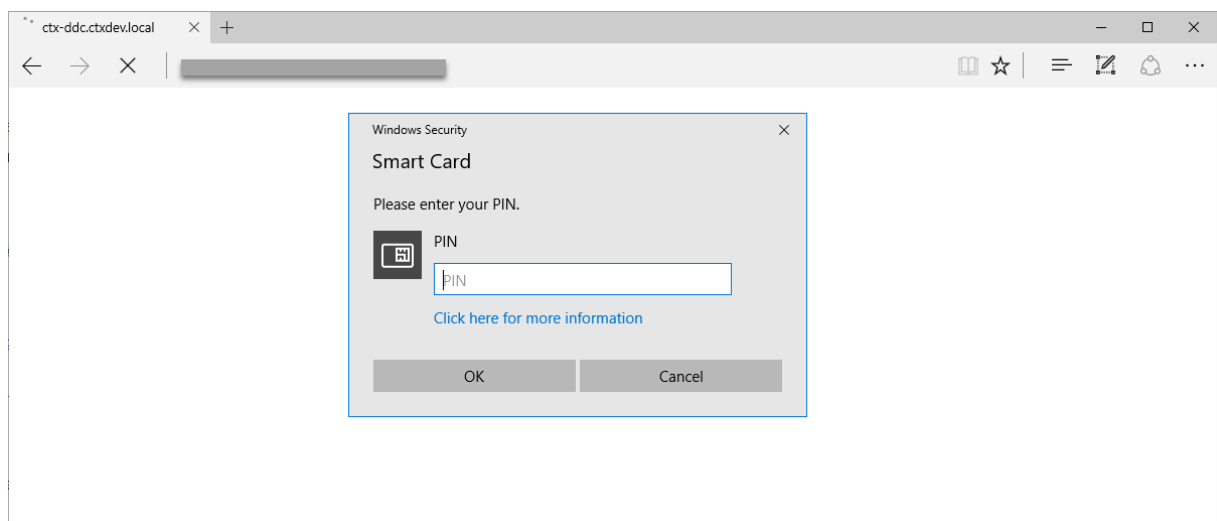 ctx-ddc.ctxdev.local
Windows Security
Smart Card
Please enter your PIN.
PIN
PIN
Click here for more information
OK
Cancel